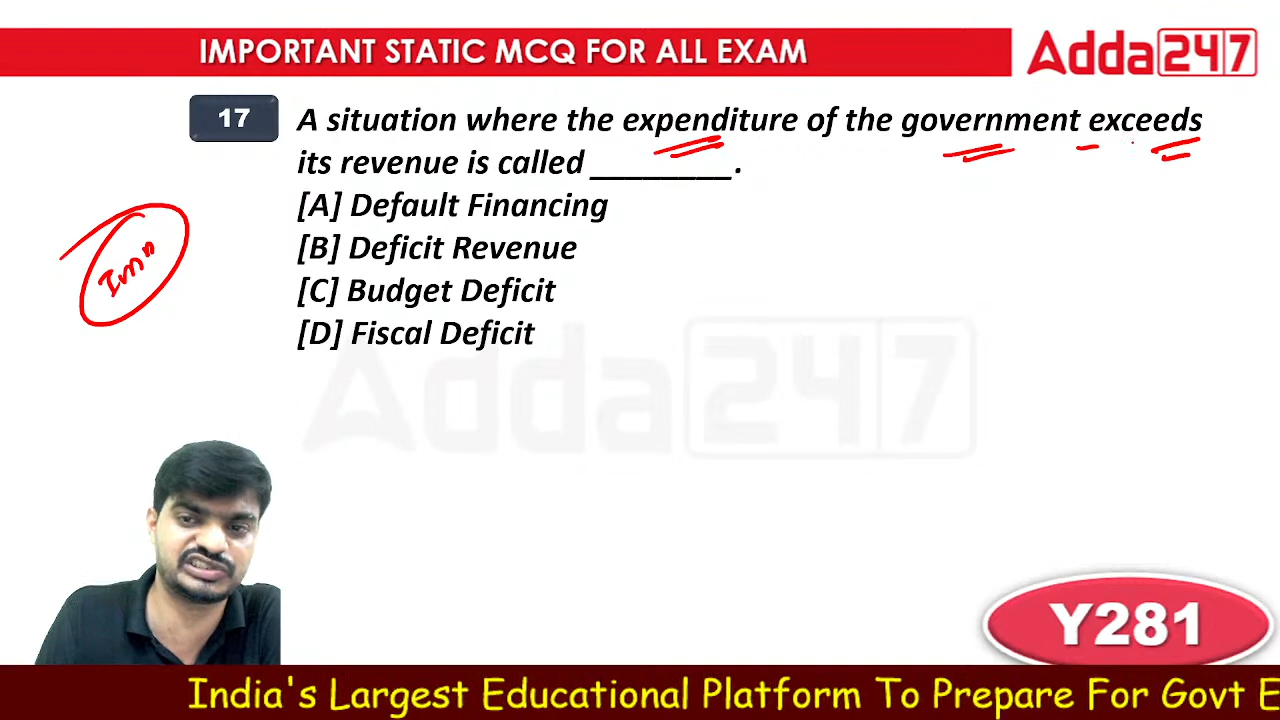 IMPORTANT STATIC MCQ FOR ALL EXAM
Adda247
17
A situation where the expenditure of the government exceeds
its revenue is called ________.
[A] Default Financing
[B] Deficit Revenue
[C] Budget Deficit
[D] Fiscal Deficit
Adda247
Y281
India's Largest Educational Platform To Prepare For Govt E